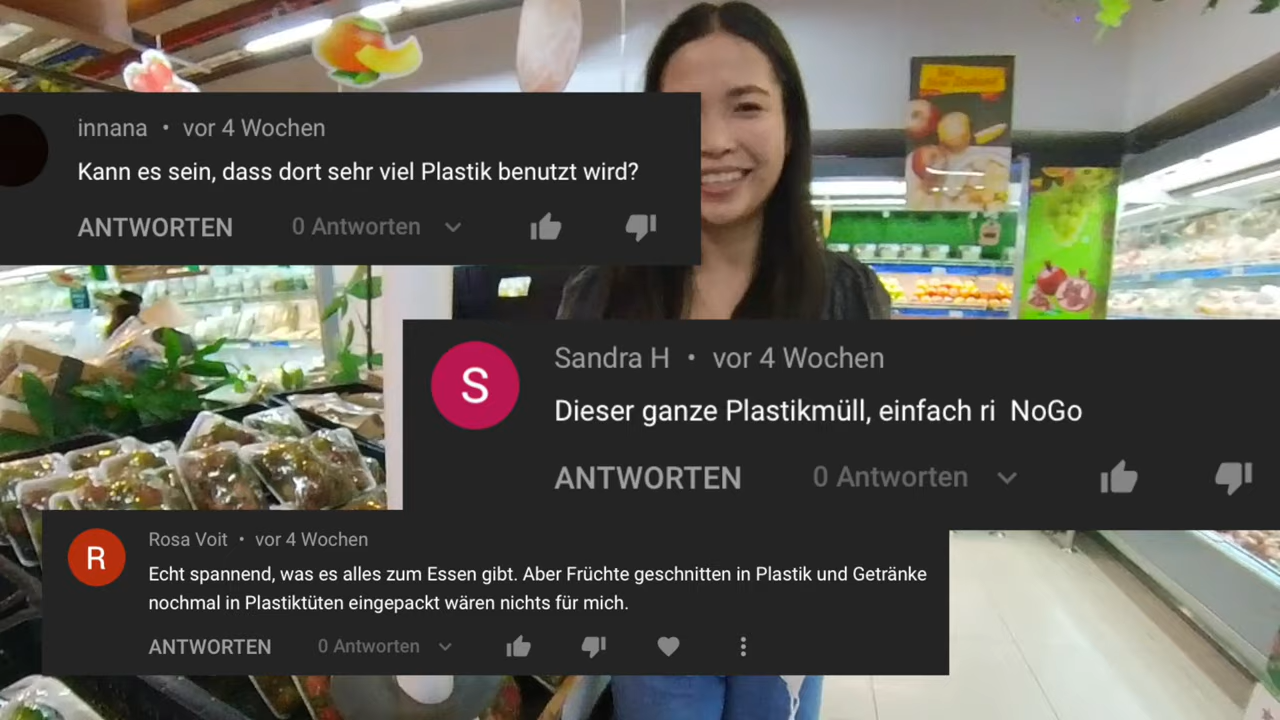 innana • vor 4 Wochen
Kann es sein, dass dort sehr viel Plastik benutzt wird?
ANTWORTEN 0 Antworten
S
Sandra H • vor 4 Wochen
Dieser ganze Plastikmüll, einfach ri NoGo
ANTWORTEN 0 Antworten
R
Rosa Voit • vor 4 Wochen
Echt spannend, was es alles zum Essen gibt. Aber Früchte geschnitten in Plastik und Getränke
nochmal in Plastiktüten eingepackt wären nichts für mich.
ANTWORTEN 0 Antworten